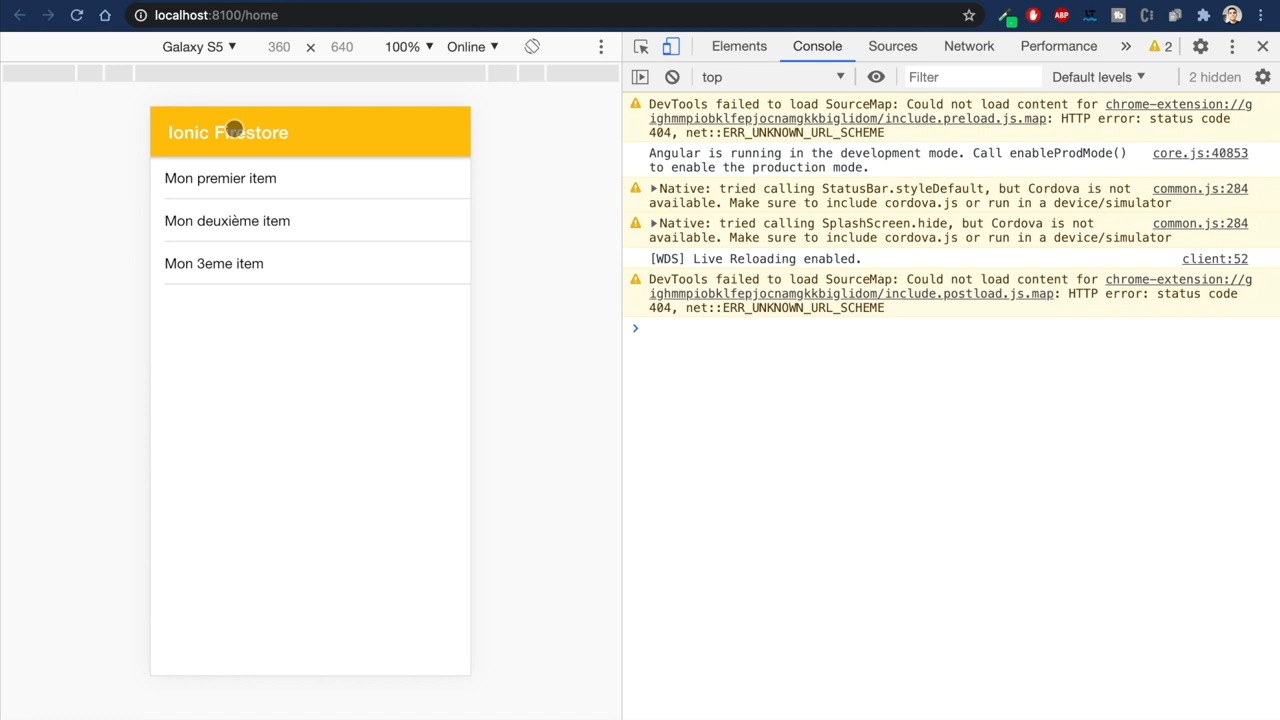 localhost:8100/home
ABP
Galaxy S5 360 × 640 100% Online
Ionic Firestore
Mon premier item
Mon deuxième item
Mon 3eme item
Elements Console Sources Network Performance » 2
top Filter Default levels 2 hidden
DevTools failed to load SourceMap: Could not load content for chrome-extension://g
ighmmpiobklfepjocnamgkkbiglidom/include.preload.js.map: HTTP error: status code
404, net::ERR_UNKNOWN_URL_SCHEME
Angular is running in the development mode. Call enableProdMode() core.js:40853
to enable the production mode.
Native: tried calling StatusBar.styleDefault, but Cordova is not common.js:284
available. Make sure to include cordova.js or run in a device/simulator
Native: tried calling SplashScreen.hide, but Cordova is not common.js:284
available. Make sure to include cordova.js or run in a device/simulator
[WDS] Live Reloading enabled. client:52
DevTools failed to load SourceMap: Could not load content for chrome-extension://g
ighmmpiobklfepjocnamgkkbiglidom/include.postload.js.map: HTTP error: status code
404, net::ERR_UNKNOWN_URL_SCHEME